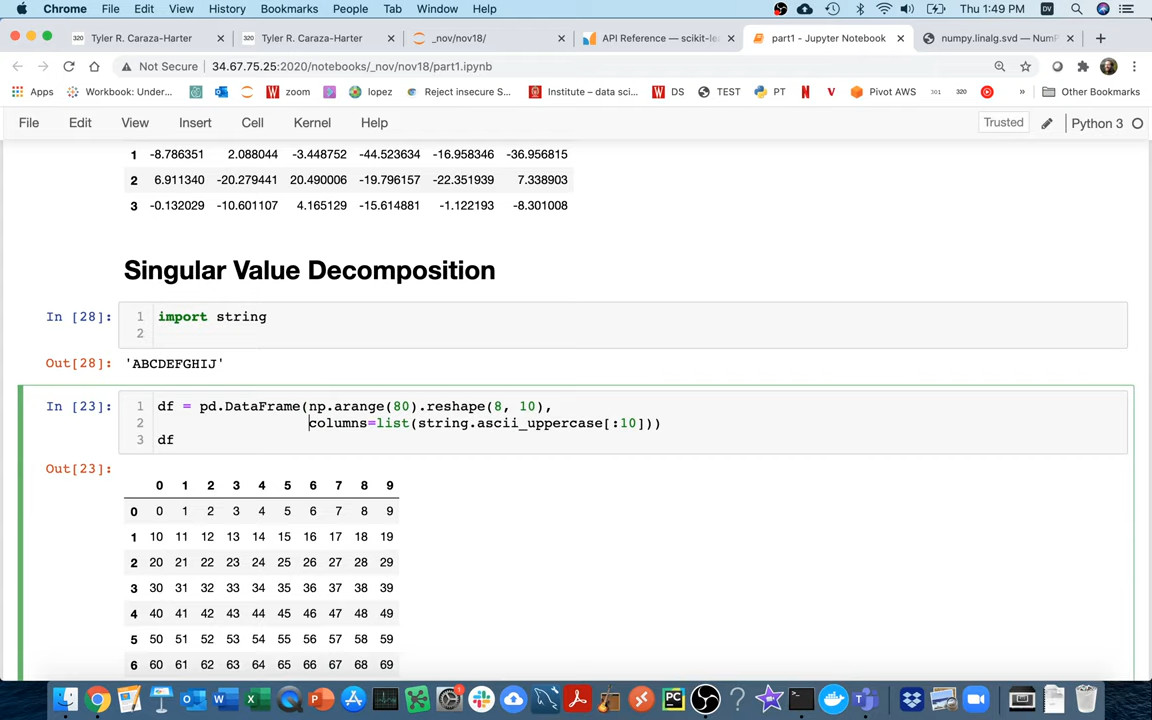 Chrome File Edit View History Bookmarks People Tab Window Help Thu 1:49 PM DV
320 Tyler R. Caraza-Harter × 320 Tyler R. Caraza-Harter × _nov/nov18/ × API Reference — scikit-lea × part1 - Jupyter Notebook × numpy.linalg.svd — NumP × +
Not Secure 34.67.75.25:2020/notebooks/_nov/nov18/part1.ipynb
Apps Workbook: Under... zoom lopez Reject insecure S... Institute – data sci... DS TEST PT Pivot AWS 301 320 » Other Bookmarks
File Edit View Insert Cell Kernel Help Trusted Python 3
1 -8.786351 2.088044 -3.448752 -44.523634 -16.958346 -36.956815
2 6.911340 -20.279441 20.490006 -19.796157 -22.351939 7.338903
3 -0.132029 -10.601107 4.165129 -15.614881 -1.122193 -8.301008
Singular Value Decomposition
In [28]: 1 import string
2
Out[28]: 'ABCDEFGHIJ'
In [23]: 1 df = pd.DataFrame(np.arange(80).reshape(8, 10),
2 columns=list(string.ascii_uppercase[:10]))
3 df
Out[23]:
0 1 2 3 4 5 6 7 8 9
0 0 1 2 3 4 5 6 7 8 9
1 10 11 12 13 14 15 16 17 18 19
2 20 21 22 23 24 25 26 27 28 29
3 30 31 32 33 34 35 36 37 38 39
4 40 41 42 43 44 45 46 47 48 49
5 50 51 52 53 54 55 56 57 58 59
6 60 61 62 63 64 65 66 67 68 69